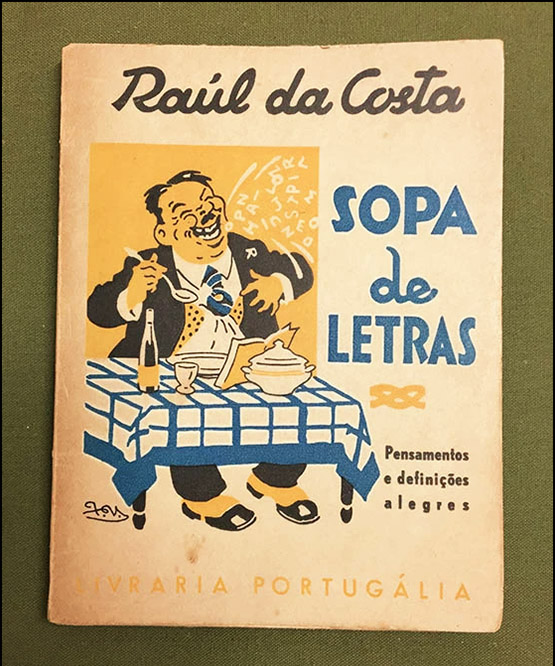 Raúl da Costa
SOPA
de
LETRAS
Pensamentos
e definições
alegres
LIVRARIA PORTUGÁLIA